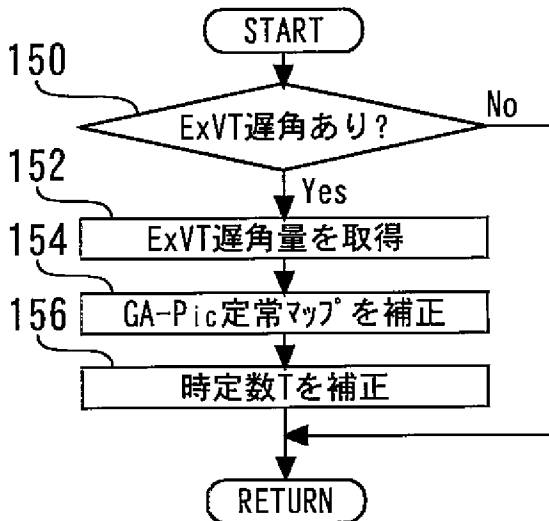 START
150
ExVT遅角あり?
No
Yes
152
ExVT遅角量を取得
154
GA-Pic定常マップを補正
156
時定数Tを補正
RETURN